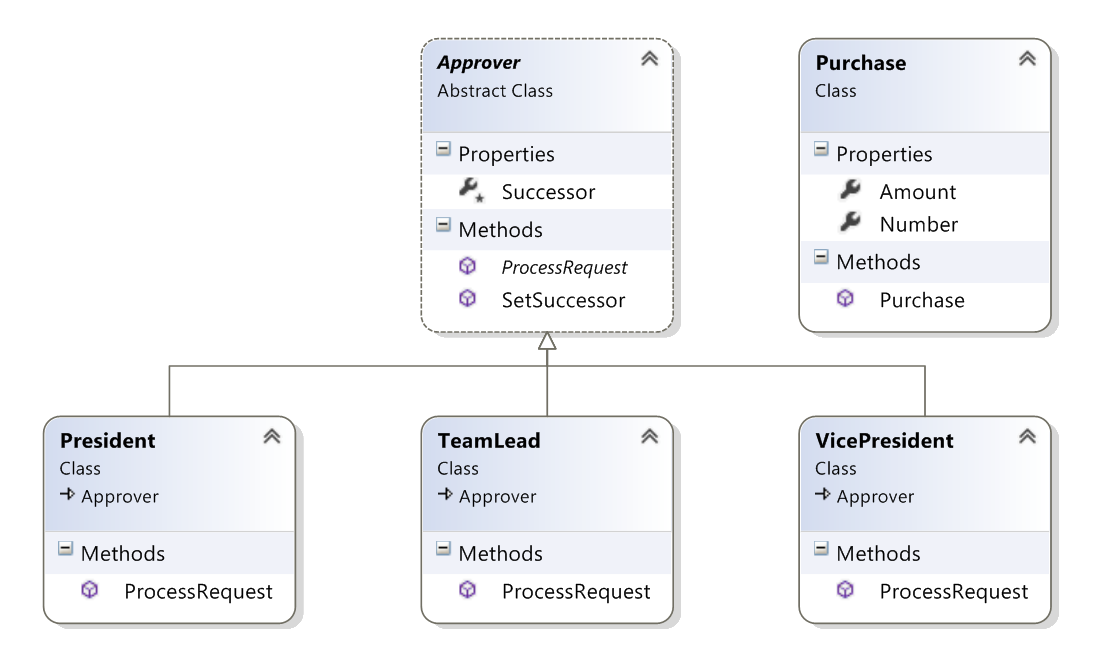 Approver
Abstract Class
Properties
Successor
Methods
ProcessRequest
SetSuccessor
Purchase
Class
Properties
Amount
Number
Methods
Purchase
President
Class
Approver
Methods
ProcessRequest
TeamLead
Class
Approver
Methods
ProcessRequest
VicePresident
Class
Approver
Methods
ProcessRequest